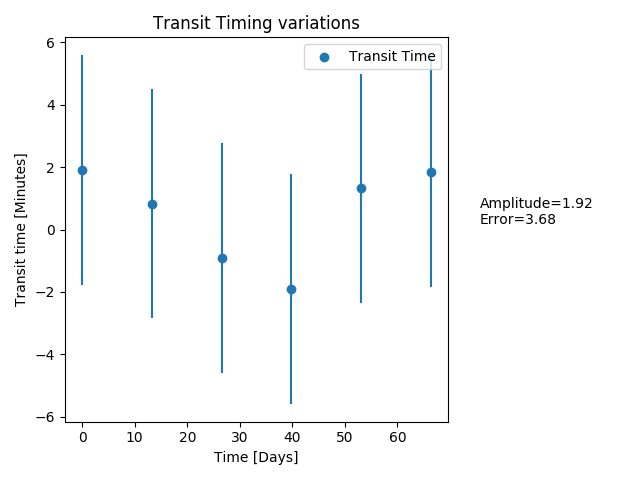 Transit Timing variations
Transit Time
6
4
2
0
−2
−4
−6
Transit time [Minutes]
Amplitude=1.92
Error=3.68
0 10 20 30 40 50 60
Time [Days]